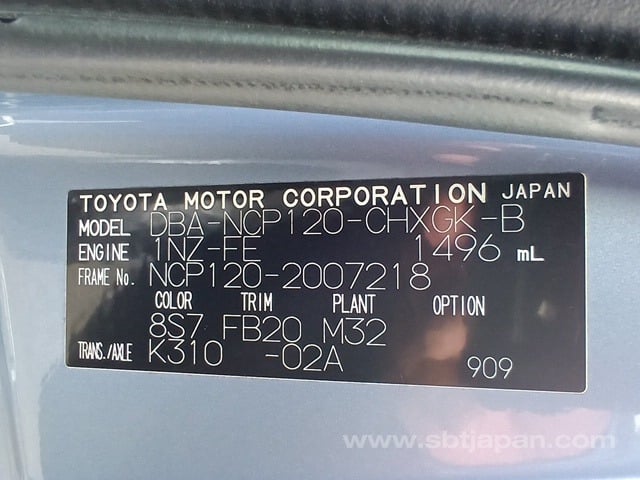 TOYOTA MOTOR CORPORATION JAPAN
MODEL DBA-NCP120-CHXGK-B
ENGINE 1NZ-FE 1496 mL
FRAME No. NCP120-2007218
COLOR TRIM PLANT OPTION
8S7 FB20 M32
TRANS./AXLE K310 -02A 909
www.sbtjapan.com